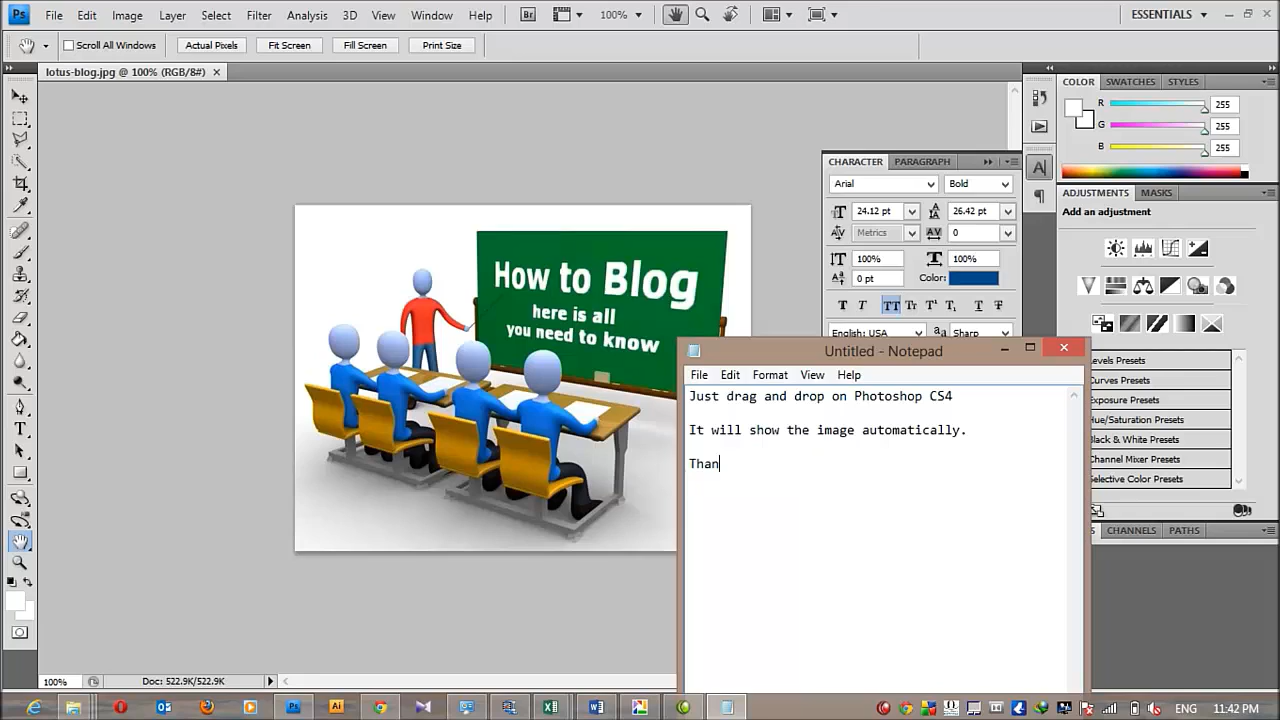 Ps File Edit Image Layer Select Filter Analysis 3D View Window Help Br 100% ESSENTIALS
Scroll All Windows Actual Pixels Fit Screen Fill Screen Print Size
lotus-blog.jpg @ 100% (RGB/8#)
COLOR SWATCHES STYLES
R 255
G 255
B 255
CHARACTER PARAGRAPH
Arial Bold
24.12 pt 26.42 pt
Metrics 0
100% 100%
0 pt Color:
T T TT Tr T¹ T₁ T T
English: USA aa Sharp
ADJUSTMENTS MASKS
Add an adjustment
Levels Presets
Curves Presets
Exposure Presets
Hue/Saturation Presets
Black & White Presets
Channel Mixer Presets
Selective Color Presets
CHANNELS PATHS
How to Blog
here is all
you need to know
Untitled - Notepad
File Edit Format View Help
Just drag and drop on Photoshop CS4
It will show the image automatically.
Than
100% Doc: 522.9K/522.9K
ENG 11:42 PM